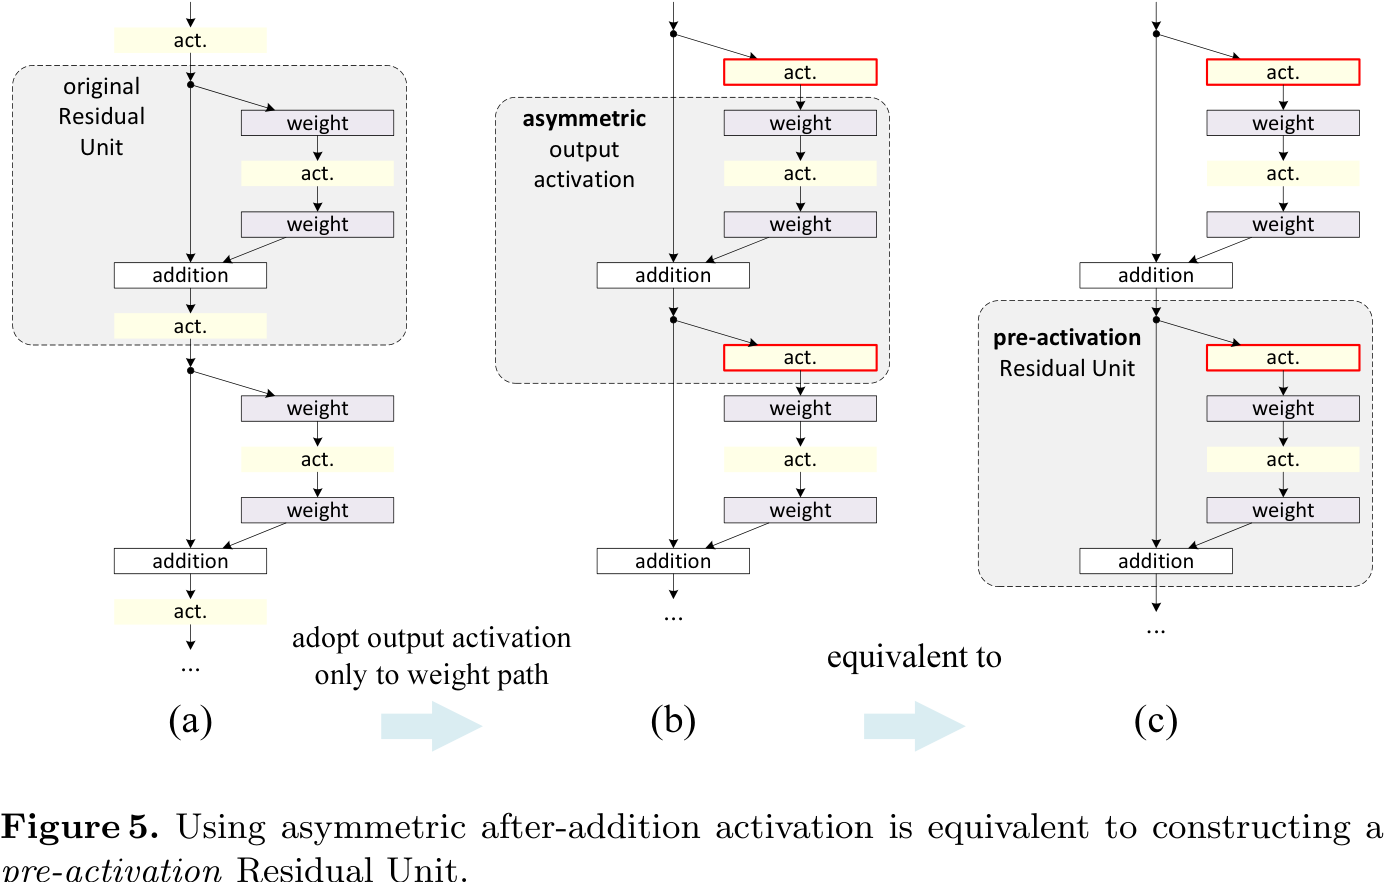 act.
original
Residual
Unit
weight
act.
weight
addition
act.
weight
act.
weight
addition
act.
...
(a)
adopt output activation
only to weight path
act.
asymmetric
output
activation
weight
act.
weight
addition
act.
weight
act.
weight
addition
...
(b)
equivalent to
act.
weight
act.
weight
addition
pre-activation
Residual Unit
act.
weight
act.
weight
addition
...
(c)
Figure 5. Using asymmetric after-addition activation is equivalent to constructing a
pre-activation Residual Unit.